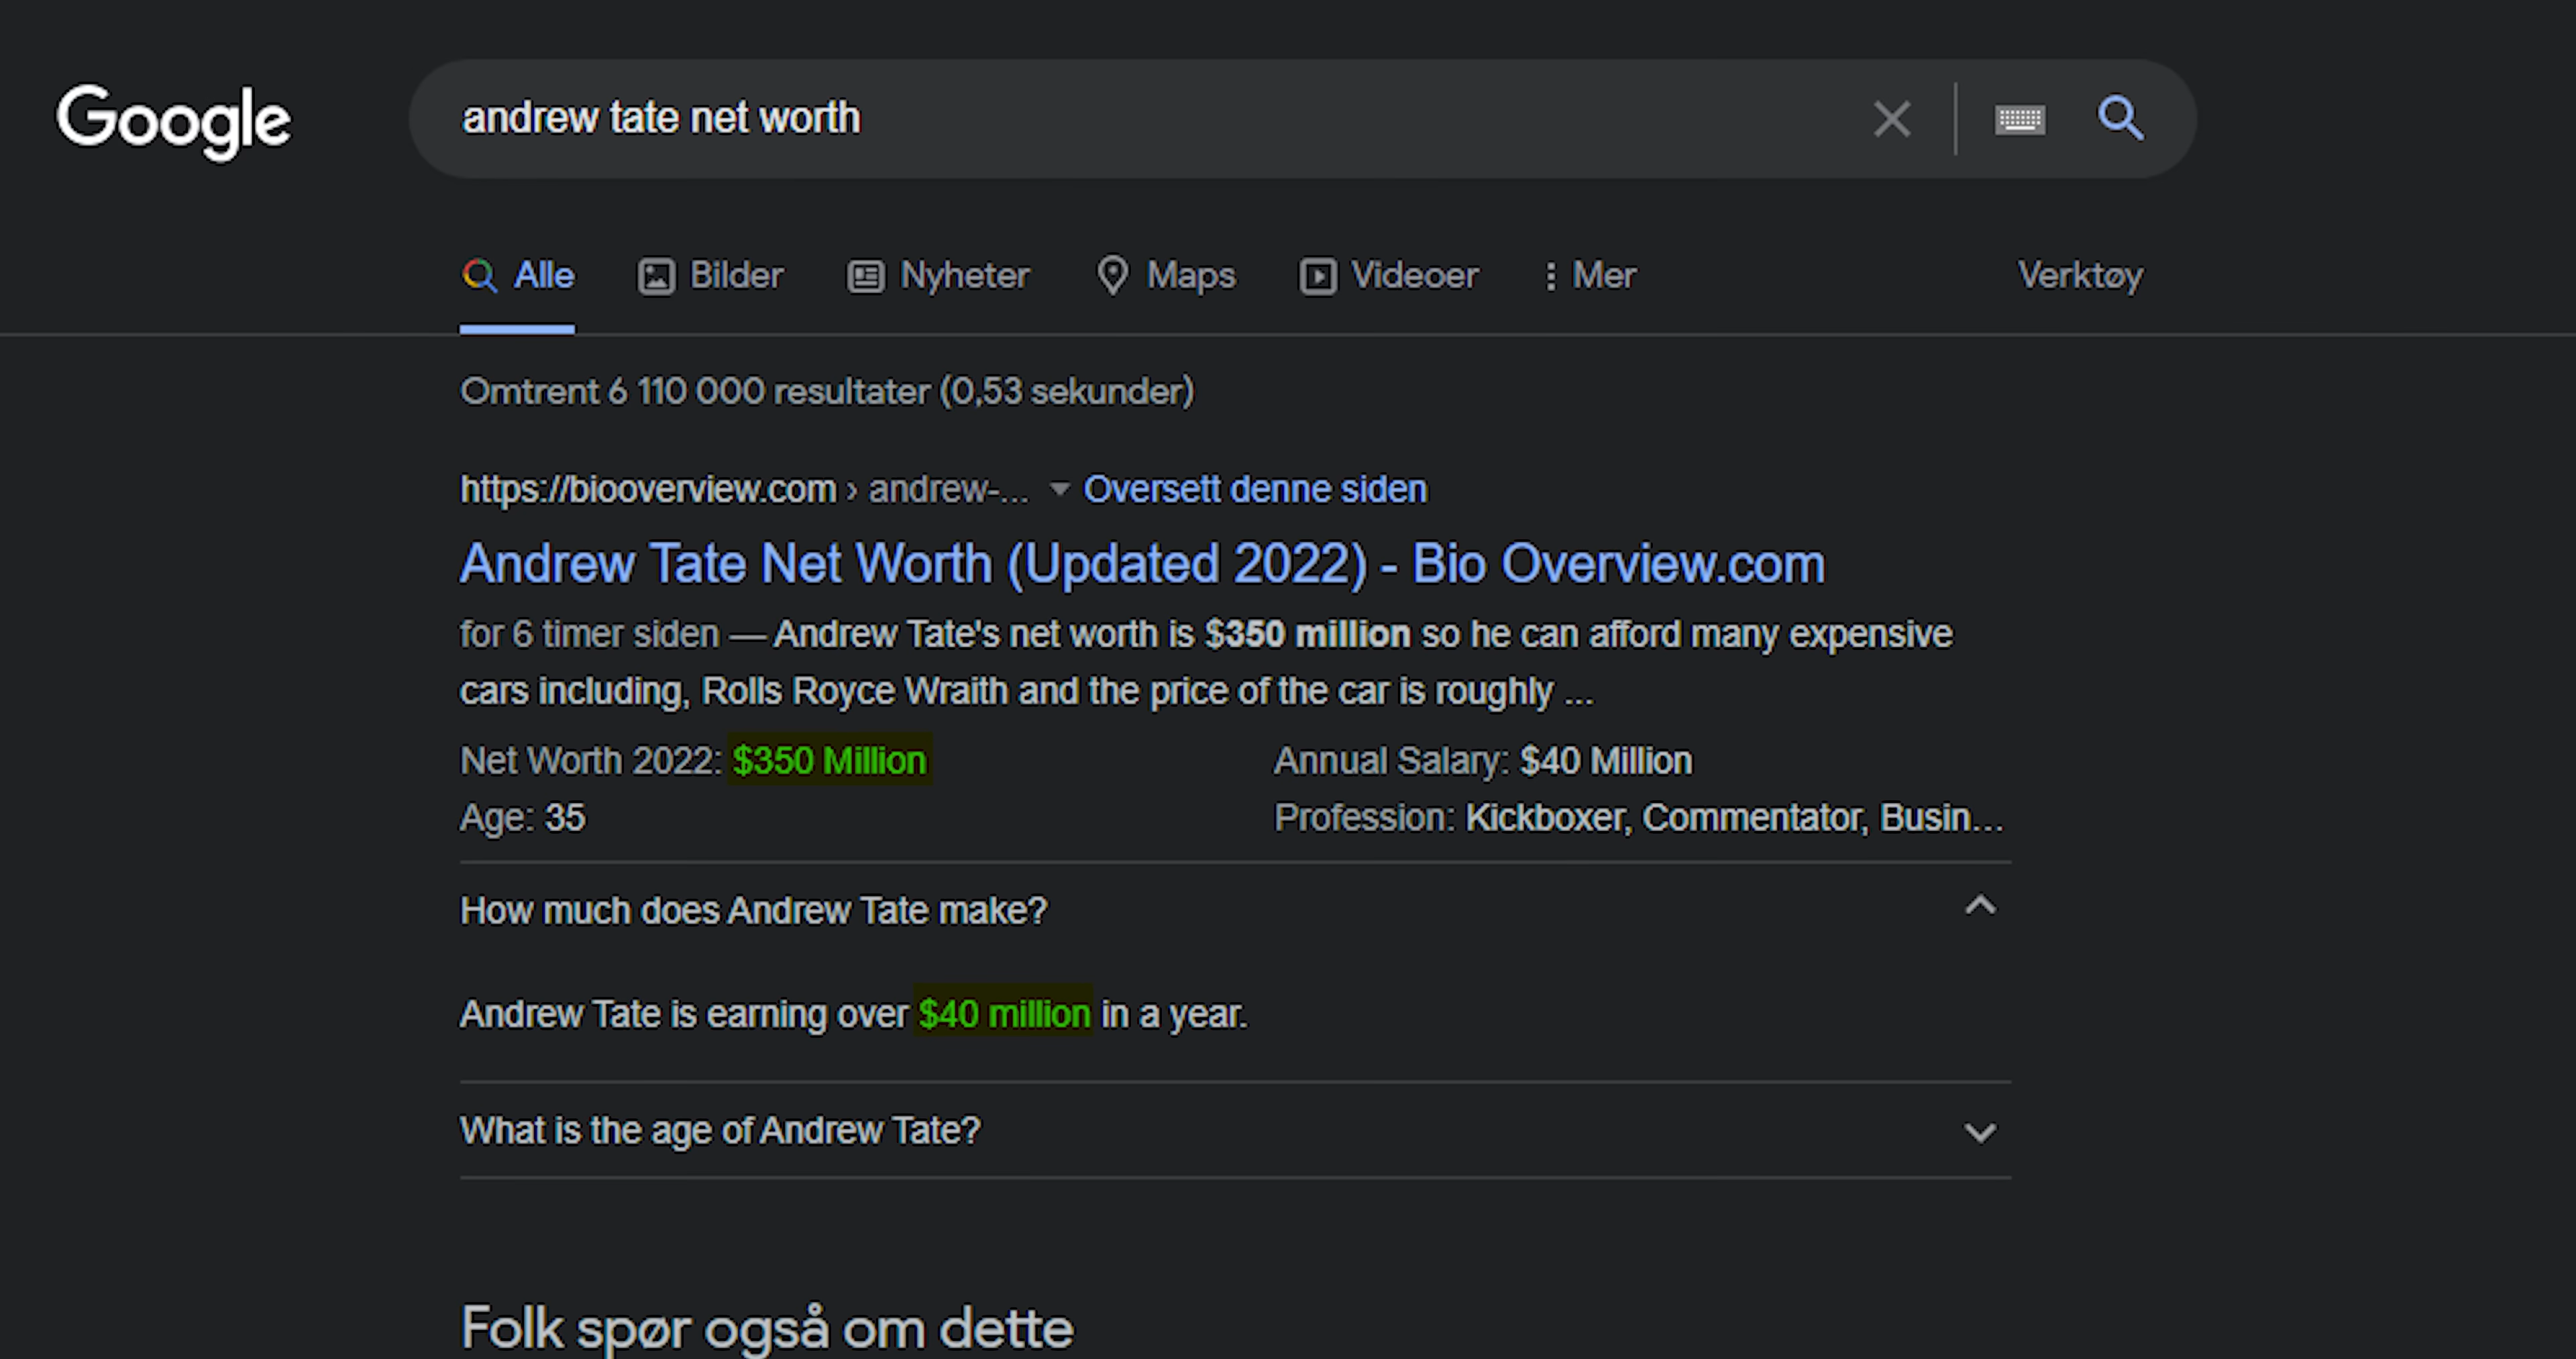 Google
andrew tate net worth
Alle Bilder Nyheter Maps Videoer Mer Verktøy
Omtrent 6 110 000 resultater (0,53 sekunder)
https://biooverview.com › andrew-... Oversett denne siden
Andrew Tate Net Worth (Updated 2022) - Bio Overview.com
for 6 timer siden — Andrew Tate's net worth is $350 million so he can afford many expensive
cars including, Rolls Royce Wraith and the price of the car is roughly ...
Net Worth 2022: $350 Million Annual Salary: $40 Million
Age: 35 Profession: Kickboxer, Commentator, Busin...
How much does Andrew Tate make?
Andrew Tate is earning over $40 million in a year.
What is the age of Andrew Tate?
Folk spør også om dette